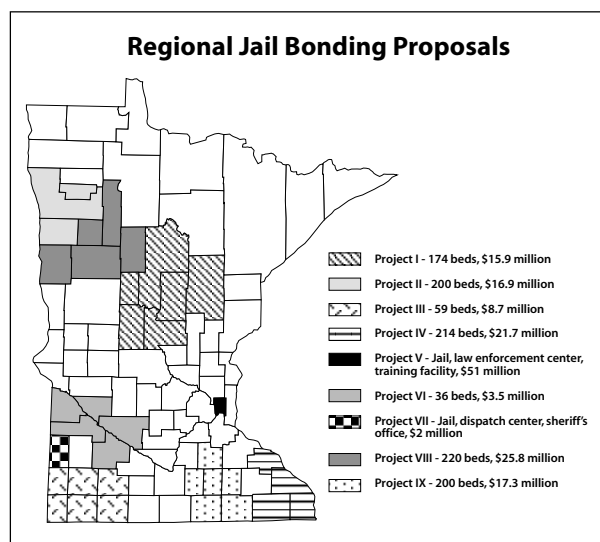 Regional Jail Bonding Proposals
Project I - 174 beds, $15.9 million
Project II - 200 beds, $16.9 million
Project III - 59 beds, $8.7 million
Project IV - 214 beds, $21.7 million
Project V - Jail, law enforcement center,
training facility, $51 million
Project VI - 36 beds, $3.5 million
Project VII - Jail, dispatch center, sheriff’s
office, $2 million
Project VIII - 220 beds, $25.8 million
Project IX - 200 beds, $17.3 million